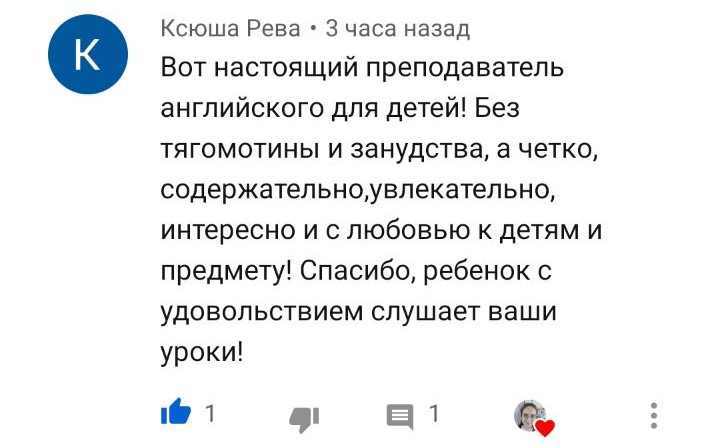 К
Ксюша Рева • 3 часа назад
Вот настоящий преподаватель
английского для детей! Без
тягомотины и занудства, а четко,
содержательно,увлекательно,
интересно и с любовью к детям и
предмету! Спасибо, ребенок с
удовольствием слушает ваши
уроки!
1 1